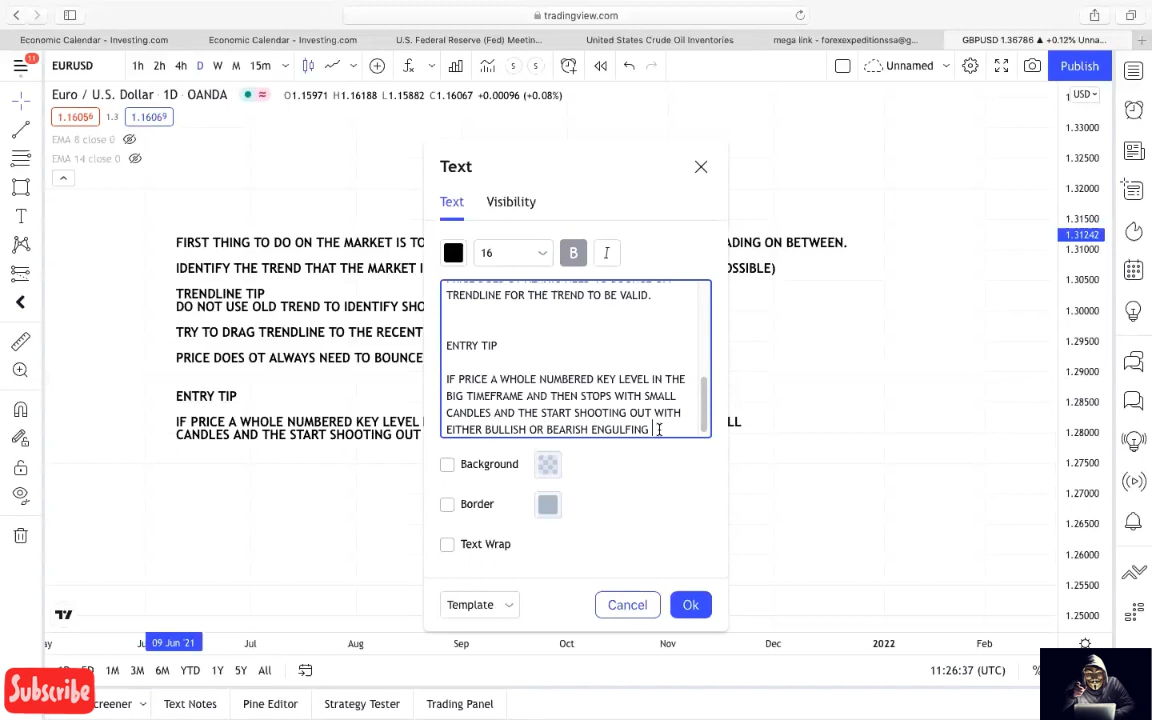 tradingview.com
Economic Calendar - Investing.com
Economic Calendar - Investing.com
U.S. Federal Reserve (Fed) Meetin...
United States Crude Oil Inventories
mega link - forexexpeditionssa@g...
GBPUSD 1.36786 ▲ +0.12% Unna...
11
EURUSD
1h 2h 4h D W M 15m
Unnamed
Publish
Euro / U.S. Dollar · 1D · OANDA
O1.15971 H1.16188 L1.15882 C1.16067 +0.00096 (+0.08%)
USD
1.16056 1.3 1.16069
EMA 8 close 0
EMA 14 close 0
1.33000
1.32500
1.32000
1.31500
1.31242
1.31000
1.30500
1.30000
1.29500
1.29000
1.28500
1.28000
1.27500
1.27000
1.26500
1.26000
1.25500
1.25000
FIRST THING TO DO ON THE MARKET IS TO
ADING ON BETWEEN.
IDENTIFY THE TREND THAT THE MARKET I
OSSIBLE)
TRENDLINE TIP
DO NOT USE OLD TREND TO IDENTIFY SHO
TRY TO DRAG TRENDLINE TO THE RECENT
PRICE DOES OT ALWAYS NEED TO BOUNCE
ENTRY TIP
IF PRICE A WHOLE NUMBERED KEY LEVEL
LL
CANDLES AND THE START SHOOTING OUT
Text
Text Visibility
16 B I
TRENDLINE FOR THE TREND TO BE VALID.
ENTRY TIP
IF PRICE A WHOLE NUMBERED KEY LEVEL IN THE
BIG TIMEFRAME AND THEN STOPS WITH SMALL
CANDLES AND THE START SHOOTING OUT WITH
EITHER BULLISH OR BEARISH ENGULFING
Background
Border
Text Wrap
Template
Cancel
Ok
09 Jun '21
Jul Aug Sep Oct Nov Dec 2022 Feb
5D 1M 3M 6M YTD 1Y 5Y All
11:26:37 (UTC)
%
Subscribe
Text Notes
Pine Editor
Strategy Tester
Trading Panel